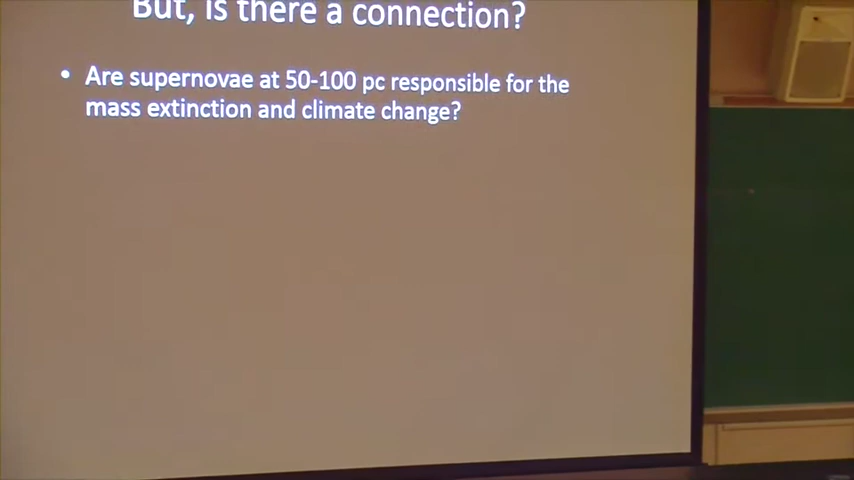 But, is there a connection?
• Are supernovae at 50-100 pc responsible for the
mass extinction and climate change?